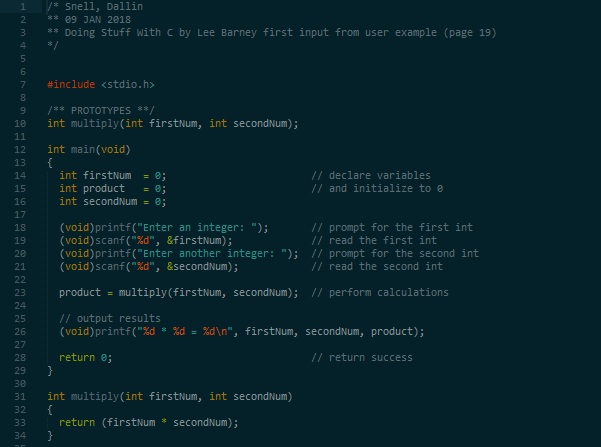 1 /* Snell, Dallin
2 ** 09 JAN 2018
3 ** Doing Stuff With C by Lee Barney first input from user example (page 19)
4 */
5
6
7 #include <stdio.h>
8
9 /** PROTOTYPES **/
10 int multiply(int firstNum, int secondNum);
11
12 int main(void)
13 {
14   int firstNum  = 0;                        // declare variables
15   int product   = 0;                        // and initialize to 0
16   int secondNum = 0;
17
18   (void)printf("Enter an integer: ");       // prompt for the first int
19   (void)scanf("%d", &firstNum);             // read the first int
20   (void)printf("Enter another integer: ");  // prompt for the second int
21   (void)scanf("%d", &secondNum);            // read the second int
22
23   product = multiply(firstNum, secondNum);  // perform calculations
24
25   // output results
26   (void)printf("%d * %d = %d\n", firstNum, secondNum, product);
27
28   return 0;                                 // return success
29 }
30
31 int multiply(int firstNum, int secondNum)
32 {
33   return (firstNum * secondNum);
34 }